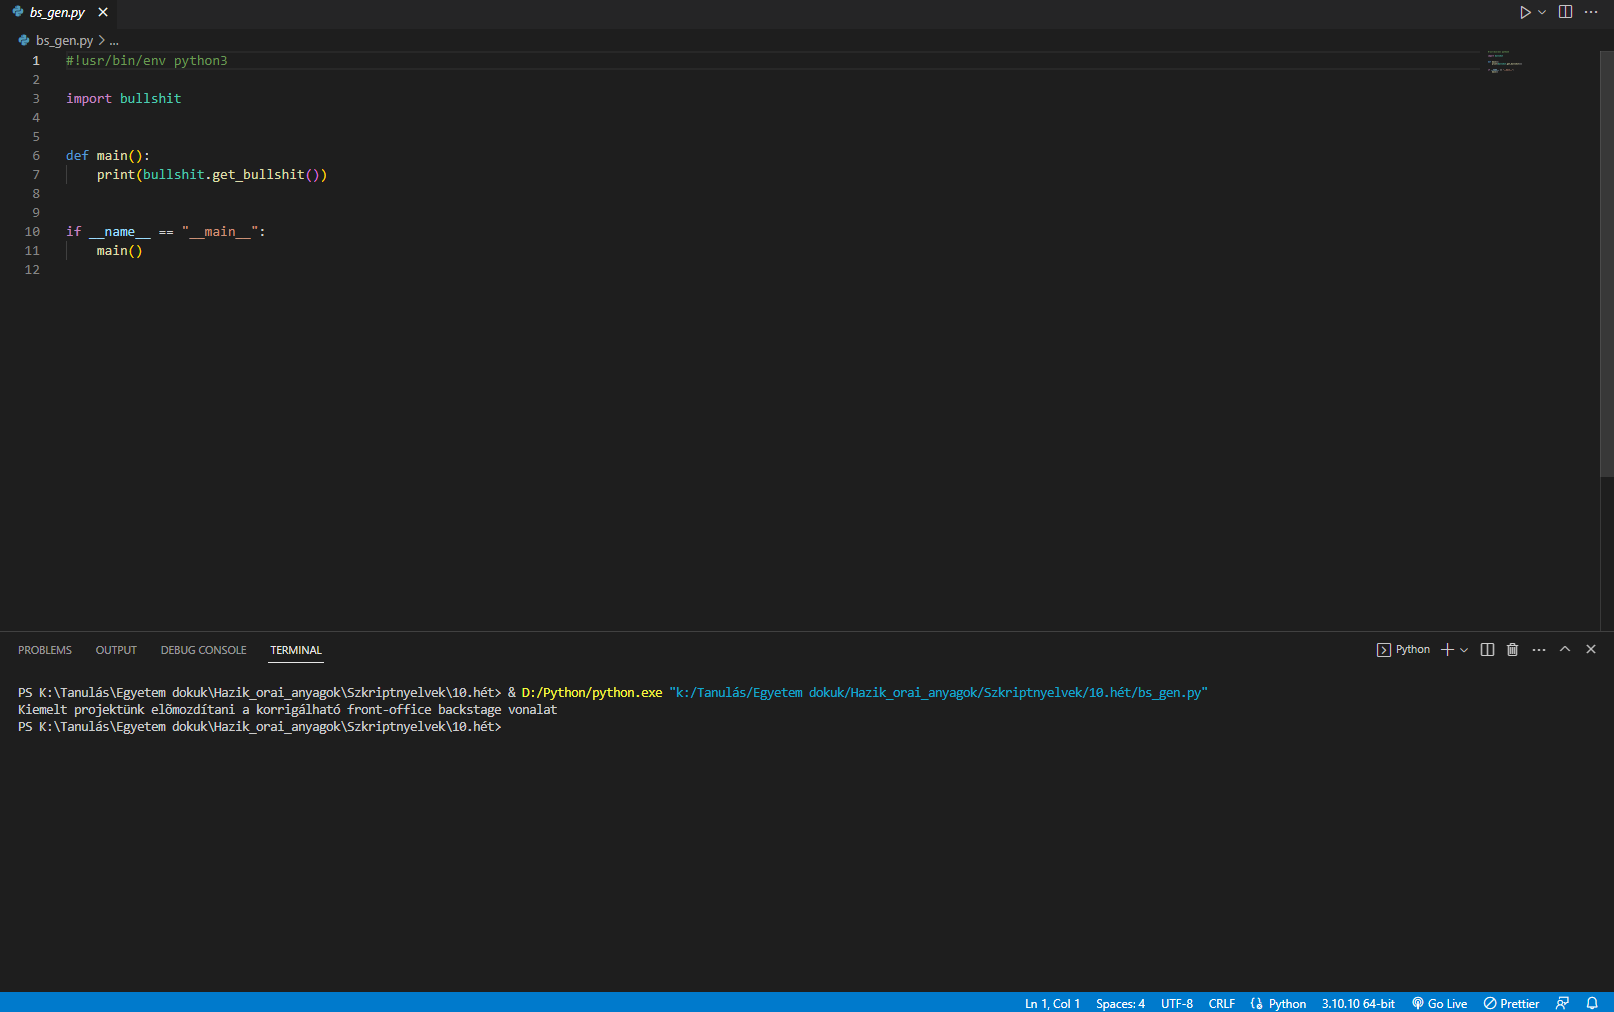 bs_gen.py
bs_gen.py > ...
1 #!usr/bin/env python3
2
3 import bullshit
4
5
6 def main():
7     print(bullshit.get_bullshit())
8
9
10 if __name__ == "__main__":
11     main()
12
PROBLEMS OUTPUT DEBUG CONSOLE TERMINAL Python
PS K:\Tanulás\Egyetem dokuk\Hazik_orai_anyagok\Szkriptnyelvek\10.hét> & D:/Python/python.exe "k:/Tanulás/Egyetem dokuk/Hazik_orai_anyagok/Szkriptnyelvek/10.hét/bs_gen.py"
Kiemelt projektünk elõmozdítani a korrigálható front-office backstage vonalat
PS K:\Tanulás\Egyetem dokuk\Hazik_orai_anyagok\Szkriptnyelvek\10.hét>
Ln 1, Col 1 Spaces: 4 UTF-8 CRLF Python 3.10.10 64-bit Go Live Prettier